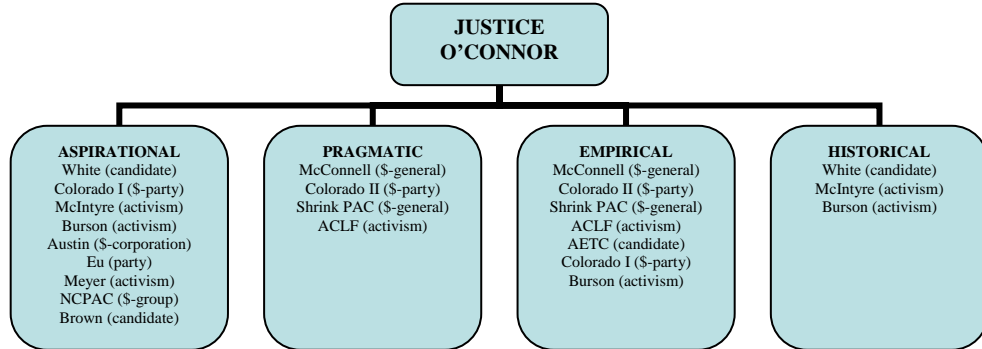 JUSTICE
O’CONNOR
ASPIRATIONAL
White (candidate)
Colorado I ($-party)
McIntyre (activism)
Burson (activism)
Austin ($-corporation)
Eu (party)
Meyer (activism)
NCPAC ($-group)
Brown (candidate)
PRAGMATIC
McConnell ($-general)
Colorado II ($-party)
Shrink PAC ($-general)
ACLF (activism)
EMPIRICAL
McConnell ($-general)
Colorado II ($-party)
Shrink PAC ($-general)
ACLF (activism)
AETC (candidate)
Colorado I ($-party)
Burson (activism)
HISTORICAL
White (candidate)
McIntyre (activism)
Burson (activism)